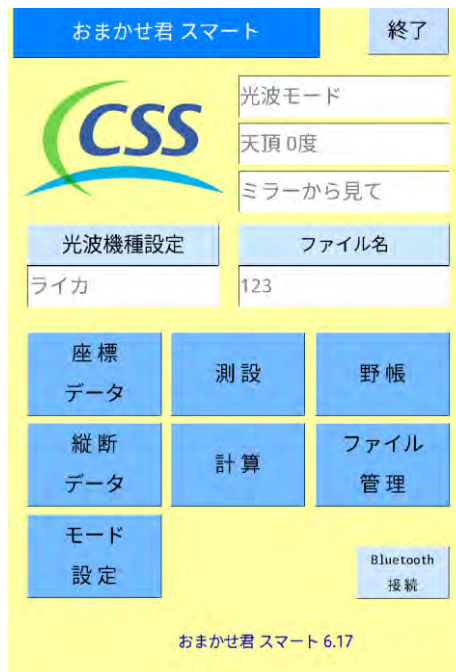 おまかせ君 スマート
終了
CSS
光波モード
天頂 0度
ミラーから見て
光波機種設定
ファイル名
ライカ
123
座 標
データ
測 設
野 帳
縦 断
データ
計 算
ファイル
管 理
モード
設 定
Bluetooth
接 続
おまかせ君 スマート 6.17